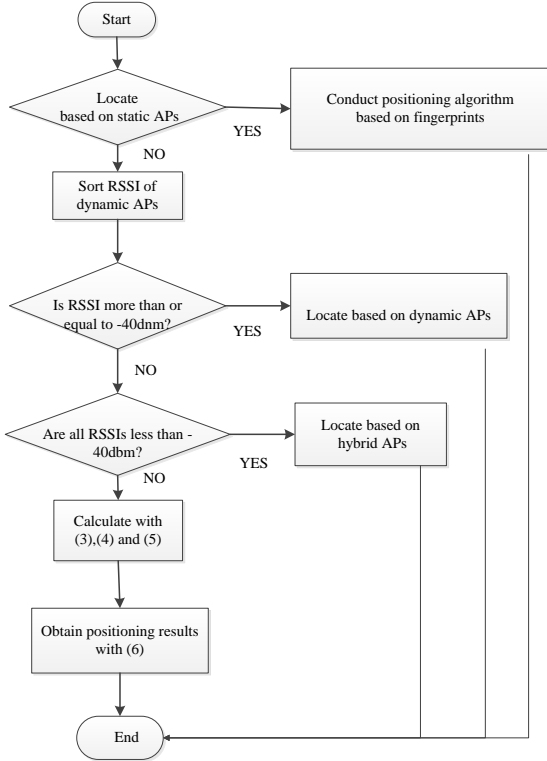 Start
Locate
based on static APs
YES
Conduct positioning algorithm
based on fingerprints
NO
Sort RSSI of
dynamic APs
Is RSSI more than or
equal to -40dnm?
YES
Locate based on dynamic APs
NO
Are all RSSIs less than -
40dbm?
YES
Locate based on
hybrid APs
NO
Calculate with
(3),(4) and (5)
Obtain positioning results
with (6)
End